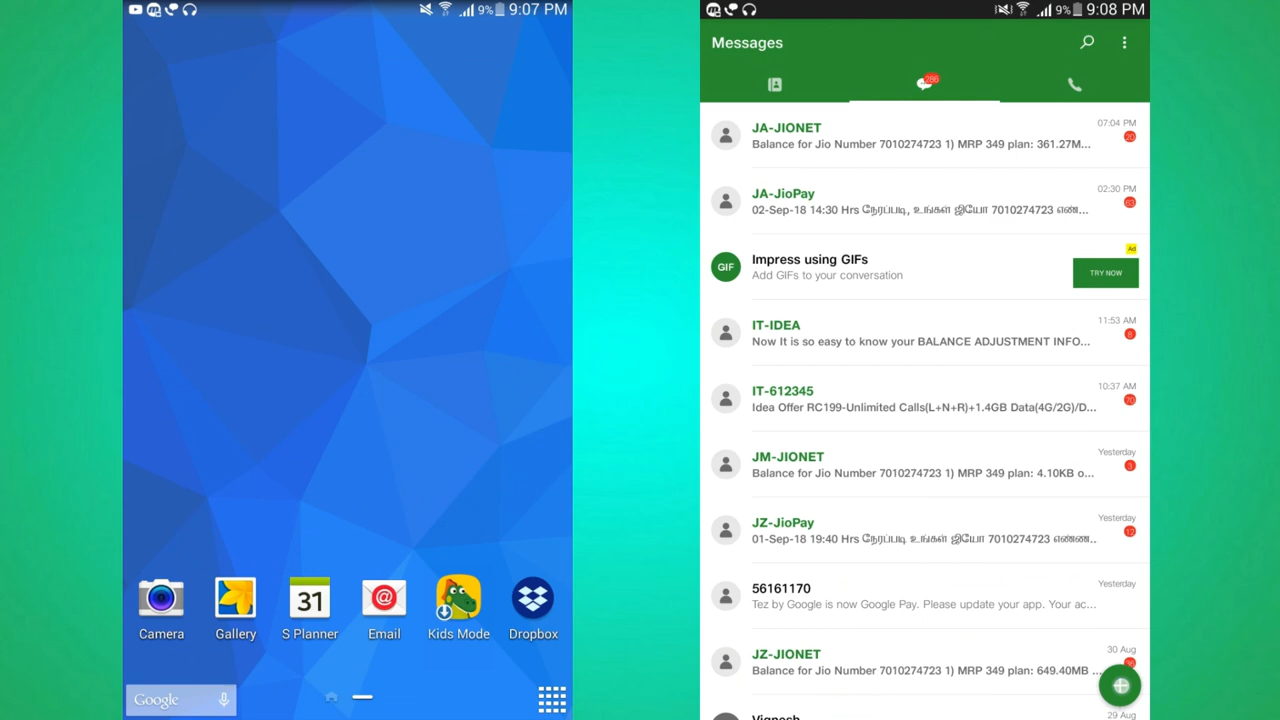 9% 9:07 PM
31
Camera
Gallery
S Planner
Email
Kids Mode
Dropbox
Google
9% 9:08 PM
Messages
286
JA-JIONET
07:04 PM
Balance for Jio Number 7010274723 1) MRP 349 plan: 361.27M...
20
JA-JioPay
02:30 PM
02-Sep-18 14:30 Hrs நேரப்படி, உங்கள் ஜியோ 7010274723 எண்...
63
Ad
GIF
Impress using GIFs
Add GIFs to your conversation
TRY NOW
IT-IDEA
11:53 AM
Now It is so easy to know your BALANCE ADJUSTMENT INFO...
8
IT-612345
10:37 AM
Idea Offer RC199-Unlimited Calls(L+N+R)+1.4GB Data(4G/2G)/D...
70
JM-JIONET
Yesterday
Balance for Jio Number 7010274723 1) MRP 349 plan: 4.10KB o...
3
JZ-JioPay
Yesterday
01-Sep-18 19:40 Hrs நேரப்படி உங்கள் ஜியோ 7010274723 எண்ண..
12
56161170
Yesterday
Tez by Google is now Google Pay. Please update your app. Your ac...
JZ-JIONET
30 Aug
Balance for Jio Number 7010274723 1) MRP 349 plan: 649.40MB ...
Vignesh
29 Aug